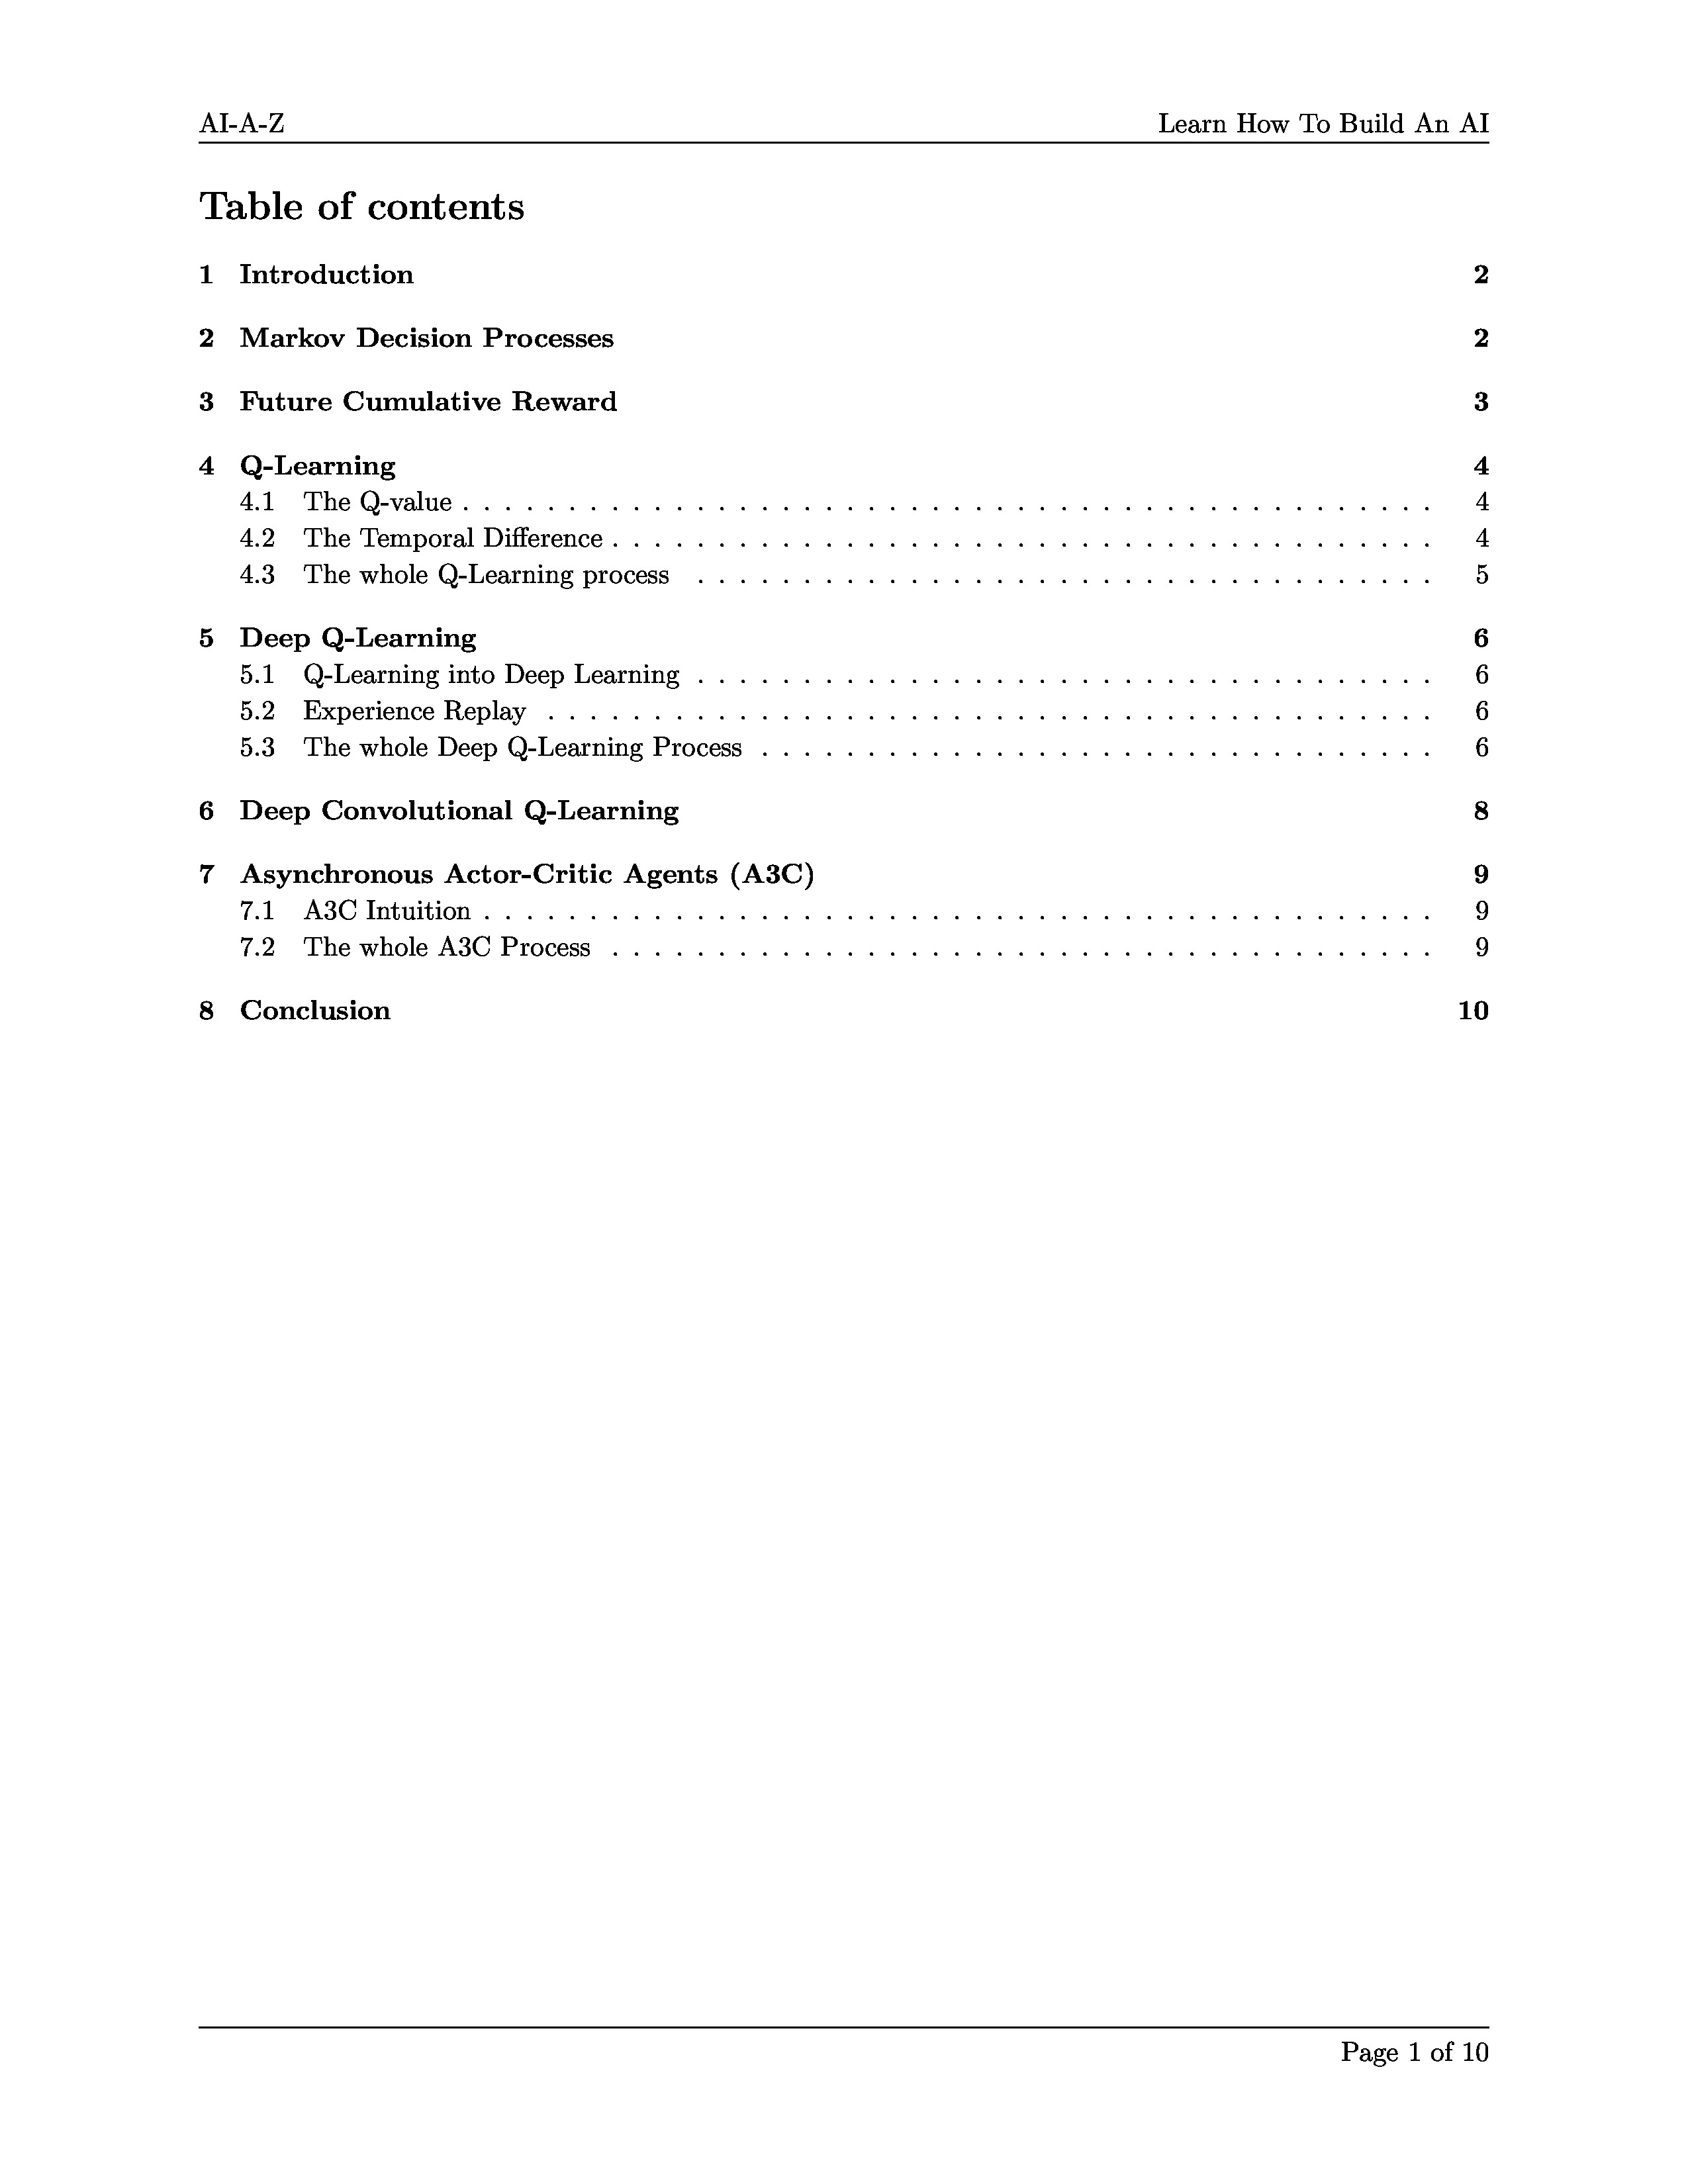 AI-A-Z Learn How To Build An AI
Table of contents
1 Introduction 2
2 Markov Decision Processes 2
3 Future Cumulative Reward 3
4 Q-Learning 4
4.1 The Q-value . . . . . . . . . . . . . . . . . . . . . . . . . . . . . . . . . . . . . . . . . . . . . . 4
4.2 The Temporal Difference . . . . . . . . . . . . . . . . . . . . . . . . . . . . . . . . . . . . . . . 4
4.3 The whole Q-Learning process . . . . . . . . . . . . . . . . . . . . . . . . . . . . . . . . . . . 5
5 Deep Q-Learning 6
5.1 Q-Learning into Deep Learning . . . . . . . . . . . . . . . . . . . . . . . . . . . . . . . . . . . 6
5.2 Experience Replay . . . . . . . . . . . . . . . . . . . . . . . . . . . . . . . . . . . . . . . . . . 6
5.3 The whole Deep Q-Learning Process . . . . . . . . . . . . . . . . . . . . . . . . . . . . . . . . 6
6 Deep Convolutional Q-Learning 8
7 Asynchronous Actor-Critic Agents (A3C) 9
7.1 A3C Intuition . . . . . . . . . . . . . . . . . . . . . . . . . . . . . . . . . . . . . . . . . . . . . 9
7.2 The whole A3C Process . . . . . . . . . . . . . . . . . . . . . . . . . . . . . . . . . . . . . . . 9
8 Conclusion 10
Page 1 of 10